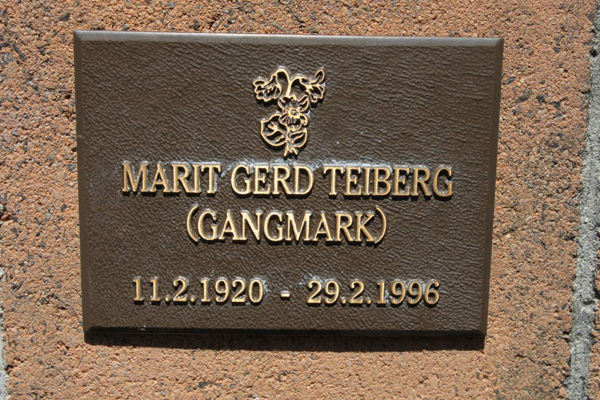 MARIT GERD TEIBERG
(GANGMARK)
11.2.1920 - 29.2.1996